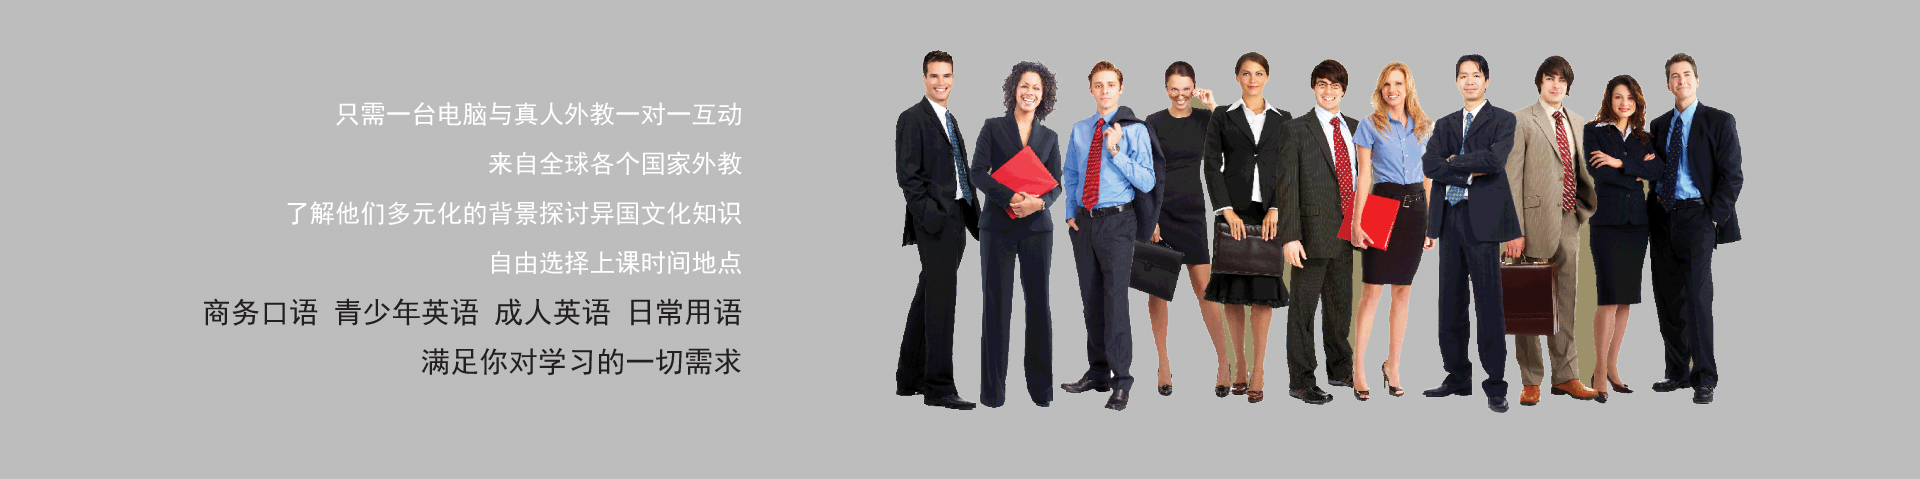 只需一台电脑与真人外教一对一互动
来自全球各个国家外教
了解他们多元化的背景探讨异国文化知识
自由选择上课时间地点
商务口语 青少年英语 成人英语 日常用语
满足你对学习的一切需求